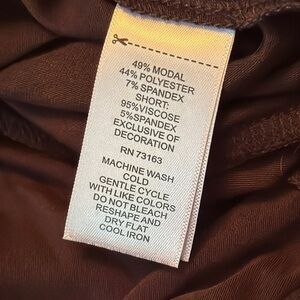 49% MODAL
44% POLYESTER
7% SPANDEX
SHORT:
95%VISCOSE
5%SPANDEX
EXCLUSIVE OF
DECORATION
RN 73163
MACHINE WASH
COLD
GENTLE CYCLE
WITH LIKE COLORS
DO NOT BLEACH
RESHAPE AND
DRY FLAT
COOL IRON